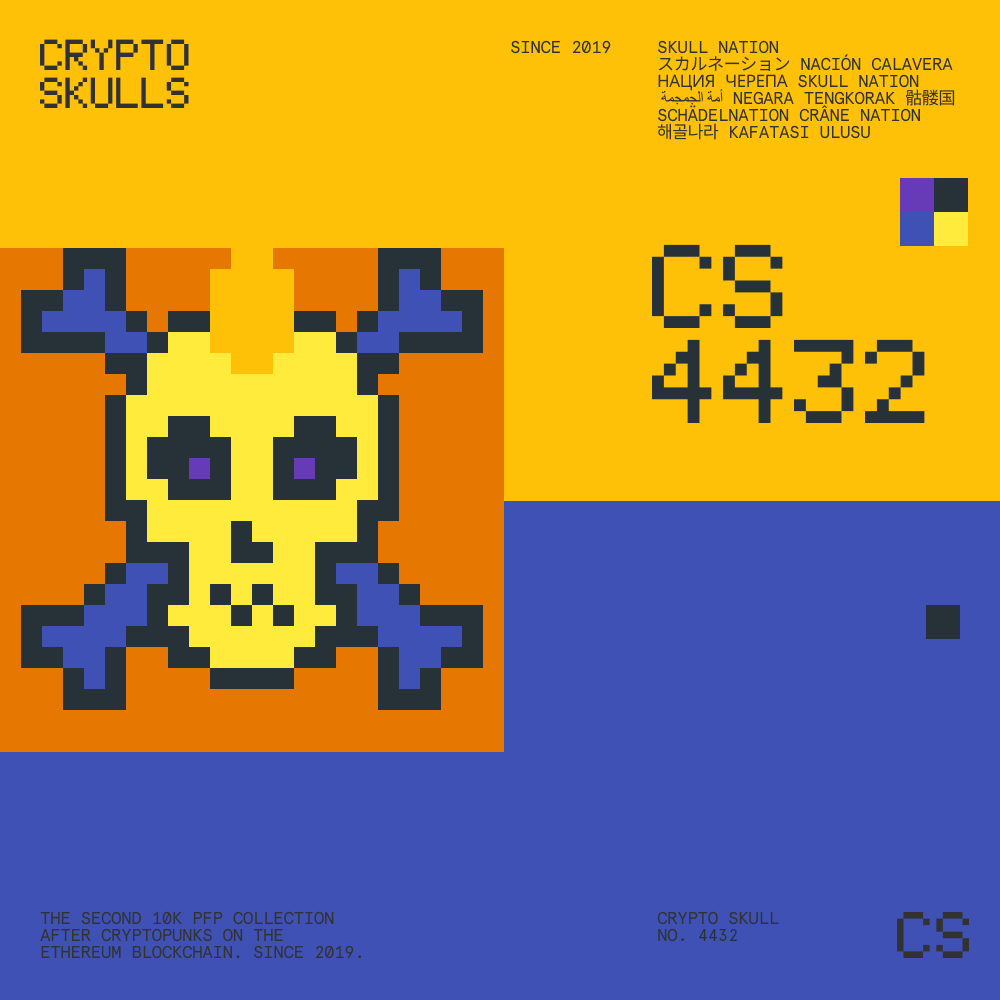 CRYPTO
SKULLS
SINCE 2019
SKULL NATION
スカルネーション NACIÓN CALAVERA
НАЦИЯ ЧЕРЕПА SKULL NATION
أمة الجمجمة NEGARA TENGKORAK 骷髅国
SCHÄDELNATION CRÂNE NATION
해골나라 KAFATASI ULUSU
CS
4432
THE SECOND 10K PFP COLLECTION
AFTER CRYPTOPUNKS ON THE
ETHEREUM BLOCKCHAIN. SINCE 2019.
CRYPTO SKULL
NO. 4432
CS